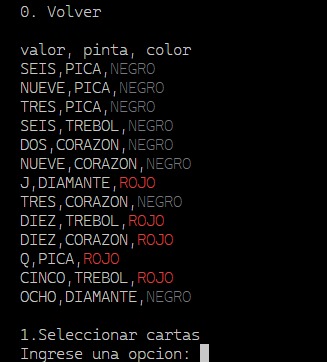 0. Volver
valor, pinta, color
SEIS,PICA,NEGRO
NUEVE,PICA,NEGRO
TRES,PICA,NEGRO
SEIS,TREBOL,NEGRO
DOS,CORAZON,NEGRO
NUEVE,CORAZON,NEGRO
J,DIAMANTE,ROJO
TRES,CORAZON,NEGRO
DIEZ,TREBOL,ROJO
DIEZ,CORAZON,ROJO
Q,PICA,ROJO
CINCO,TREBOL,ROJO
OCHO,DIAMANTE,NEGRO
1.Seleccionar cartas
Ingrese una opcion: